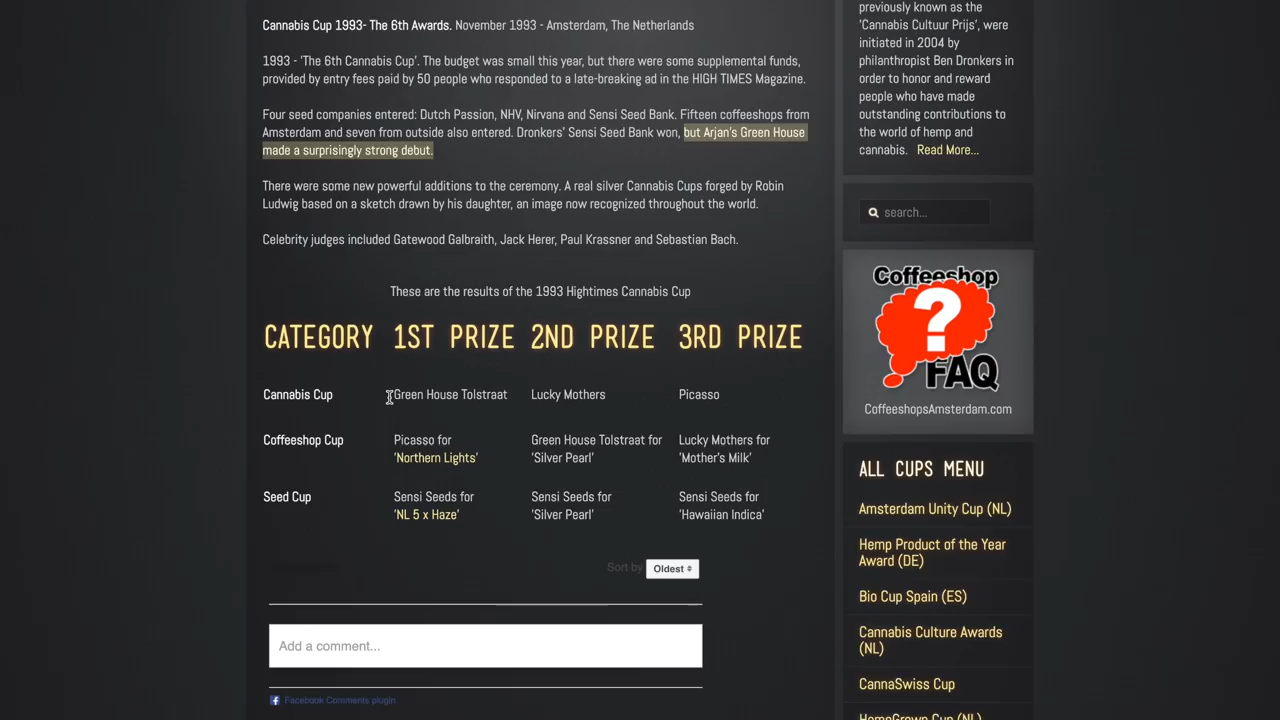 Cannabis Cup 1993- The 6th Awards. November 1993 - Amsterdam, The Netherlands
1993 - 'The 6th Cannabis Cup'. The budget was small this year, but there were some supplemental funds,
provided by entry fees paid by 50 people who responded to a late-breaking ad in the HIGH TIMES Magazine.
Four seed companies entered: Dutch Passion, NHV, Nirvana and Sensi Seed Bank. Fifteen coffeeshops from
Amsterdam and seven from outside also entered. Dronkers' Sensi Seed Bank won, but Arjan's Green House
made a surprisingly strong debut.
There were some new powerful additions to the ceremony. A real silver Cannabis Cups forged by Robin
Ludwig based on a sketch drawn by his daughter, an image now recognized throughout the world.
Celebrity judges included Gatewood Galbraith, Jack Herer, Paul Krassner and Sebastian Bach.
These are the results of the 1993 Hightimes Cannabis Cup
CATEGORY 1ST PRIZE 2ND PRIZE 3RD PRIZE
Cannabis Cup Green House Tolstraat Lucky Mothers Picasso
Coffeeshop Cup Picasso for Green House Tolstraat for Lucky Mothers for
'Northern Lights' 'Silver Pearl' 'Mother's Milk'
Seed Cup Sensi Seeds for Sensi Seeds for Sensi Seeds for
'NL 5 x Haze' 'Silver Pearl' 'Hawaiian Indica'
Sort by Oldest
Add a comment...
Facebook Comments plugin
previously known as the
'Cannabis Cultuur Prijs', were
initiated in 2004 by
philanthropist Ben Dronkers in
order to honor and reward
people who have made
outstanding contributions to
the world of hemp and
cannabis. Read More...
search...
Coffeeshop
?
FAQ
CoffeeshopsAmsterdam.com
ALL CUPS MENU
Amsterdam Unity Cup (NL)
Hemp Product of the Year
Award (DE)
Bio Cup Spain (ES)
Cannabis Culture Awards
(NL)
CannaSwiss Cup
HomeGrown Cup (NL)